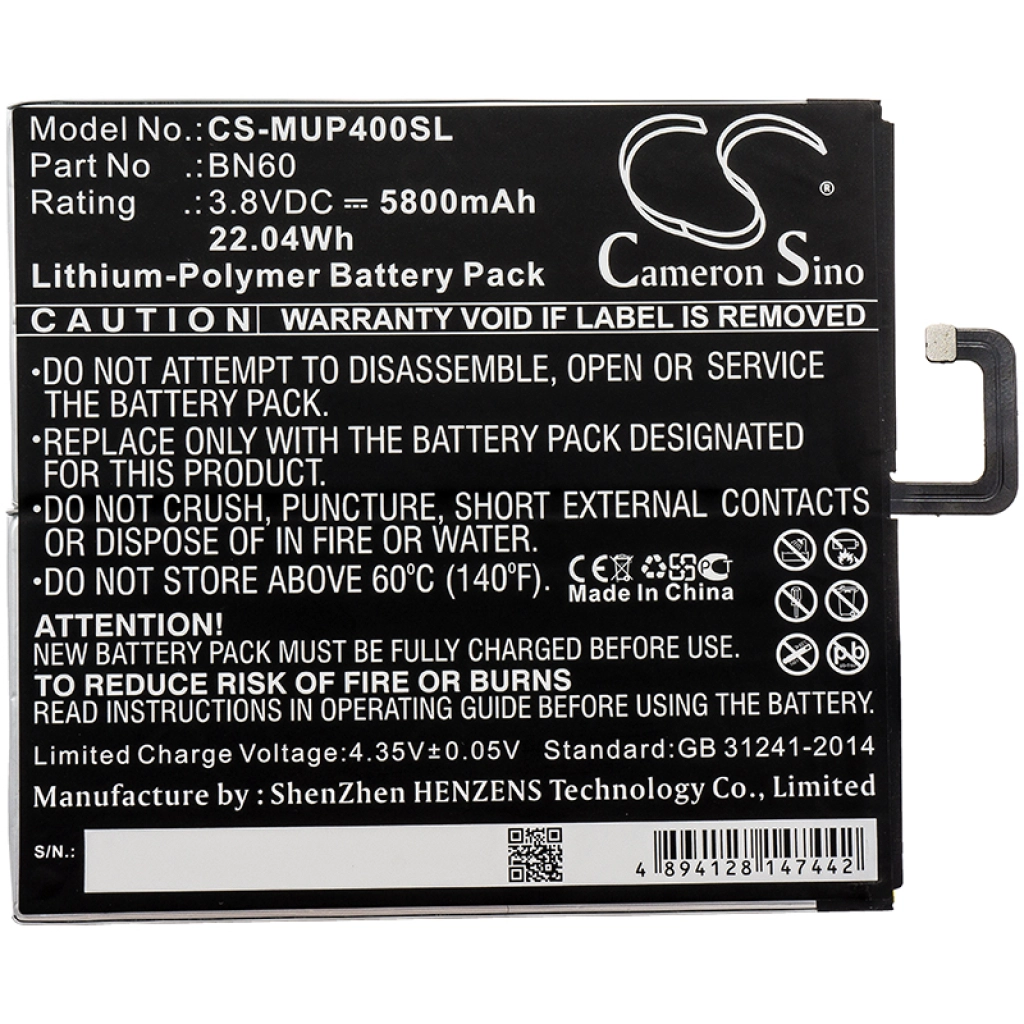 Model No.: CS-MUP400SL
Part No .: BN60
Rating .: 3.8VDC ⎓ 5800mAh
22.04Wh
Lithium-Polymer Battery Pack
CS®
Cameron Sino
CAUTION| WARRANTY VOID IF LABEL IS REMOVED
•DO NOT ATTEMPT TO DISASSEMBLE, OPEN OR SERVICE
THE BATTERY PACK.
•REPLACE ONLY WITH THE BATTERY PACK DESIGNATED
FOR THIS PRODUCT.
•DO NOT CRUSH, PUNCTURE, SHORT EXTERNAL CONTACTS
OR DISPOSE OF IN FIRE OR WATER.
•DO NOT STORE ABOVE 60ºC (140ºF).
CE PCT
Made In China
Pb
ATTENTION!
NEW BATTERY PACK MUST BE FULLY CHARGED BEFORE USE.
TO REDUCE RISK OF FIRE OR BURNS
READ INSTRUCTIONS IN OPERATING GUIDE BEFORE USING THE BATTERY.
Limited Charge Voltage:4.35V±0.05V Standard:GB 31241-2014
Manufacture by : ShenZhen HENZENS Technology Co., Limited
S/N.:
4 894128 147442